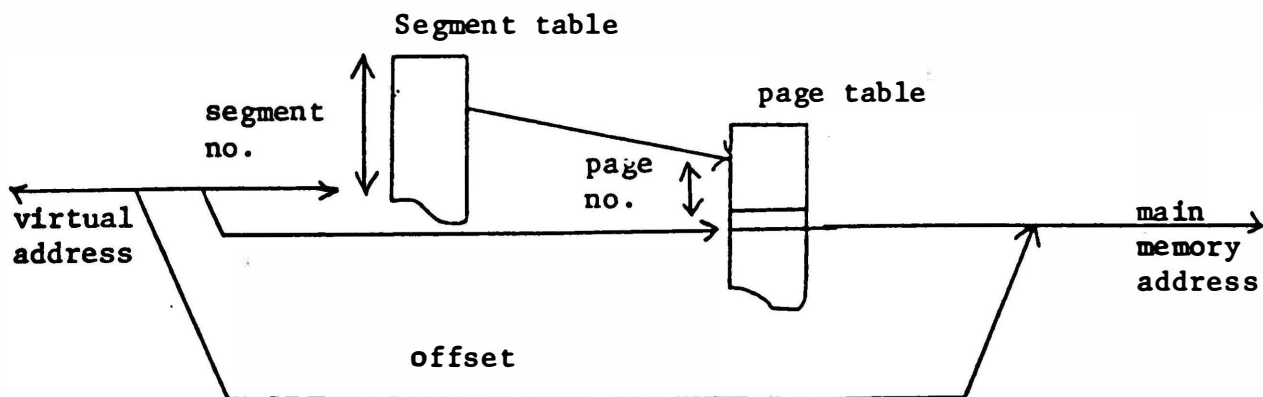 Segment table
segment
no.
page table
page
no.
virtual
address
main
memory
address
offset